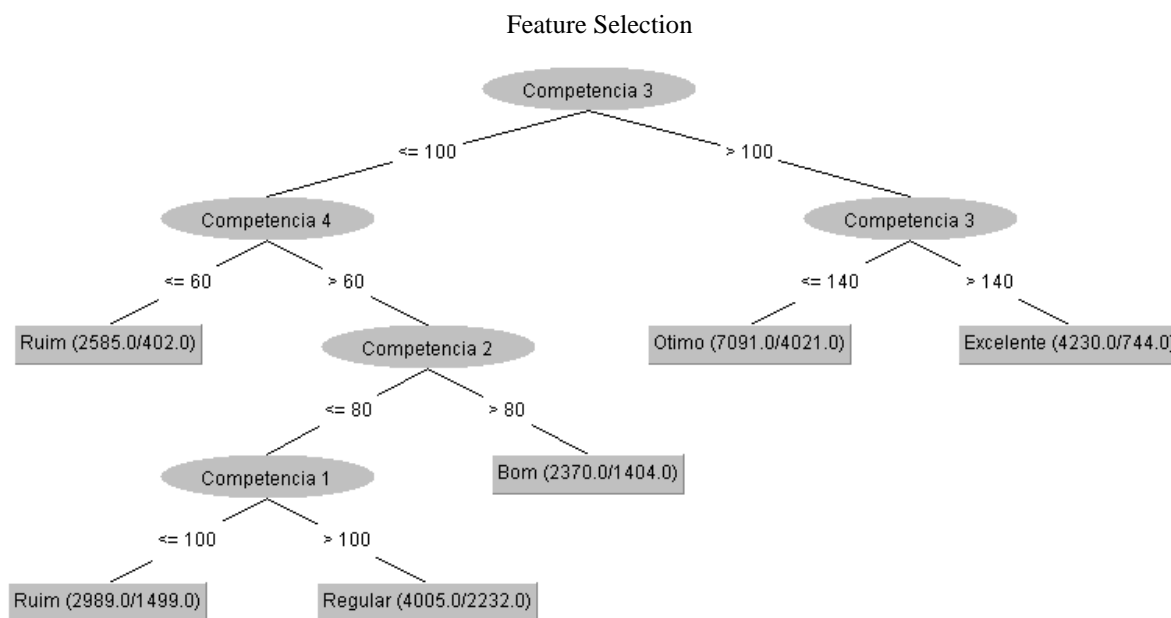 Feature Selection
Competencia 3
<= 100
> 100
Competencia 4
Competencia 3
<= 60
> 60
<= 140
> 140
Ruim (2585.0/402.0)
Competencia 2
Otimo (7091.0/4021.0)
Excelente (4230.0/744.0)
<= 80
> 80
Competencia 1
Bom (2370.0/1404.0)
<= 100
> 100
Ruim (2989.0/1499.0)
Regular (4005.0/2232.0)